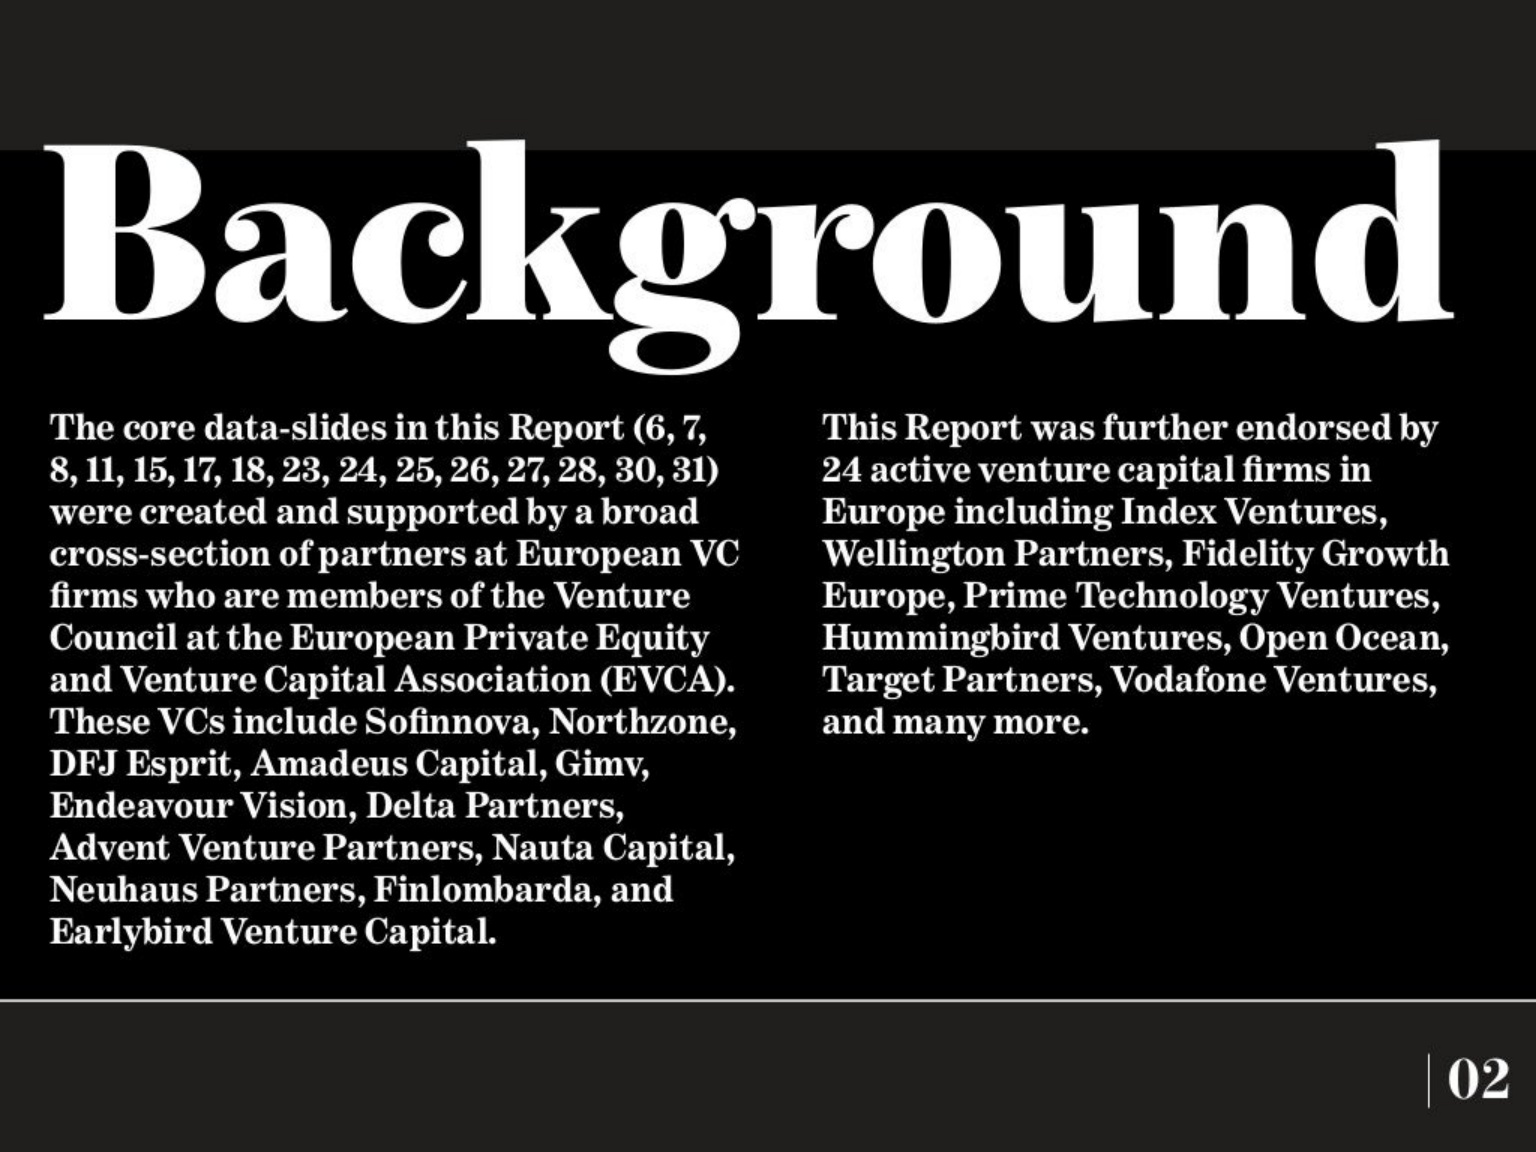 Background
The core data-slides in this Report (6, 7,
8, 11, 15, 17, 18, 23, 24, 25, 26, 27, 28, 30, 31)
were created and supported by a broad
cross-section of partners at European VC
firms who are members of the Venture
Council at the European Private Equity
and Venture Capital Association (EVCA).
These VCs include Sofinnova, Northzone,
DFJ Esprit, Amadeus Capital, Gimv,
Endeavour Vision, Delta Partners,
Advent Venture Partners, Nauta Capital,
Neuhaus Partners, Finlombarda, and
Earlybird Venture Capital.
This Report was further endorsed by
24 active venture capital firms in
Europe including Index Ventures,
Wellington Partners, Fidelity Growth
Europe, Prime Technology Ventures,
Hummingbird Ventures, Open Ocean,
Target Partners, Vodafone Ventures,
and many more.
02